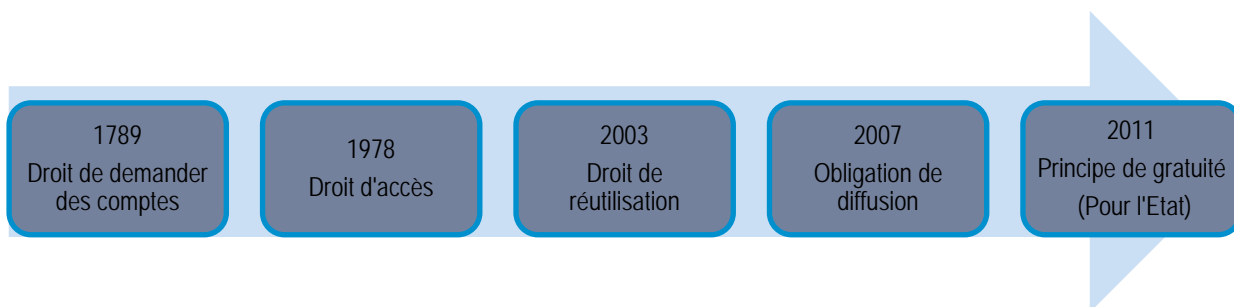 1789
Droit de demander
des comptes
1978
Droit d'accès
2003
Droit de
réutilisation
2007
Obligation de
diffusion
2011
Principe de gratuité
(Pour l'Etat)